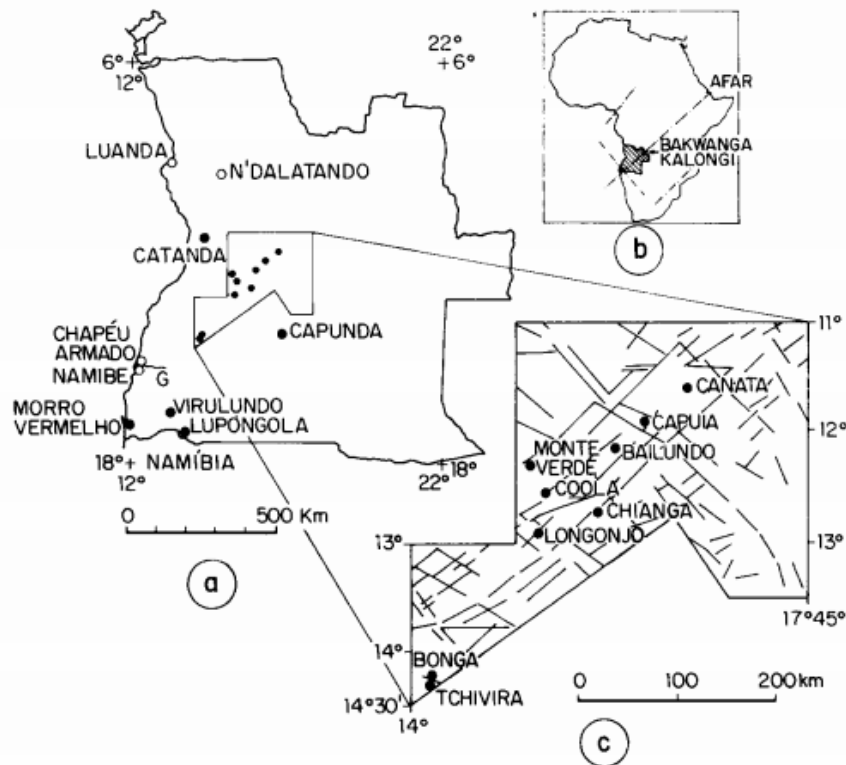 6°+
12°
22°
+6°
LUANDA
N'DALATANDO
CATANDA
CHAPÉU
ARMADO
NAMIBE
G
CAPUNDA
MORRO
VERMELHO
VIRULUNDO
LUPONGOLA
18°+
12°
NAMÍBIA
+18°
22°
0 500 Km
a
AFAR
BAKWANGA
KALONGI
b
11°
CANATA
CAPUIA
12°
BAILUNDO
MONTE
VERDE
COOLA
CHIANGA
LONGONJO
13°
13°
17°45'
14°
BONGA
TCHIVIRA
14°30'
14°
0 100 200 km
c